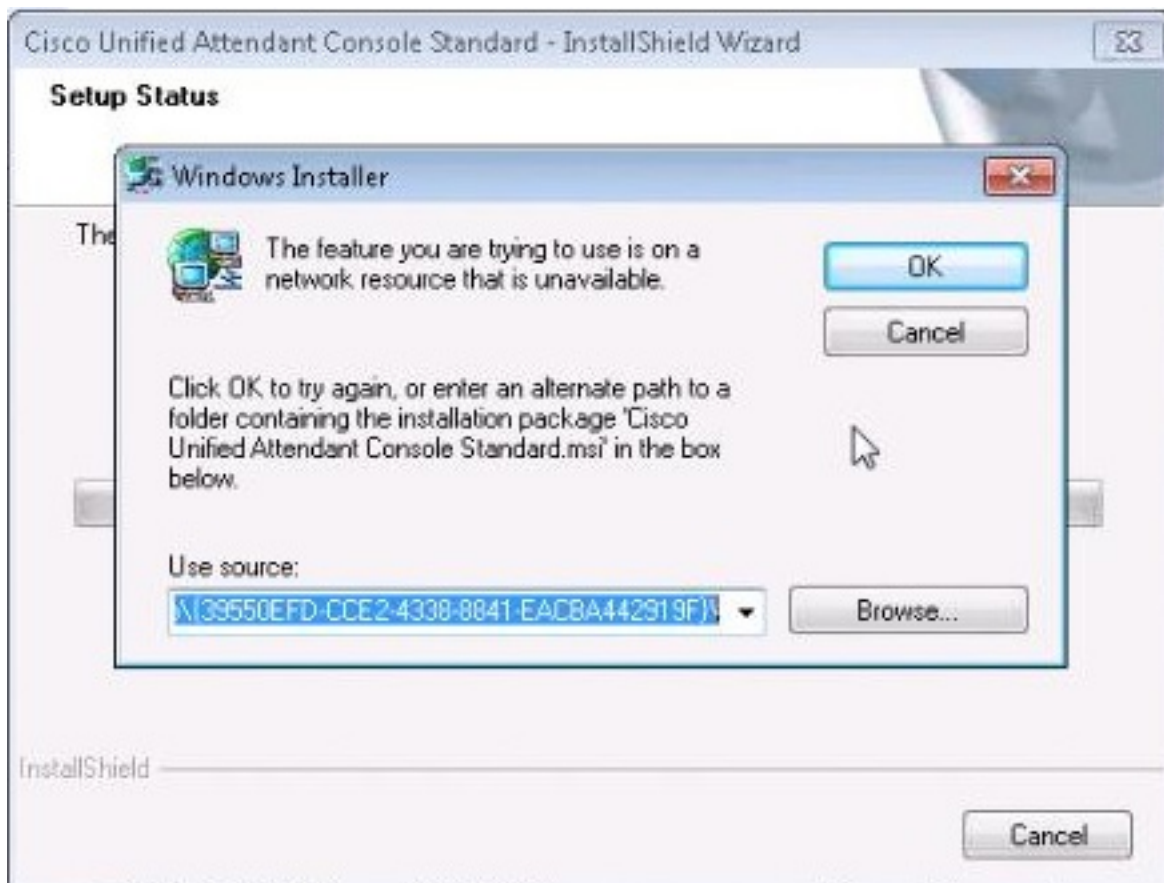 Cisco Unified Attendant Console Standard - InstallShield Wizard
Setup Status
Windows Installer
The
The feature you are trying to use is on a
network resource that is unavailable.
OK
Cancel
Click OK to try again, or enter an alternate path to a
folder containing the installation package 'Cisco
Unified Attendant Console Standard.msi' in the box
below.
Use source:
\{39550EFD-CCE2-4338-8841-EACBA442919F}\
Browse...
InstallShield
Cancel